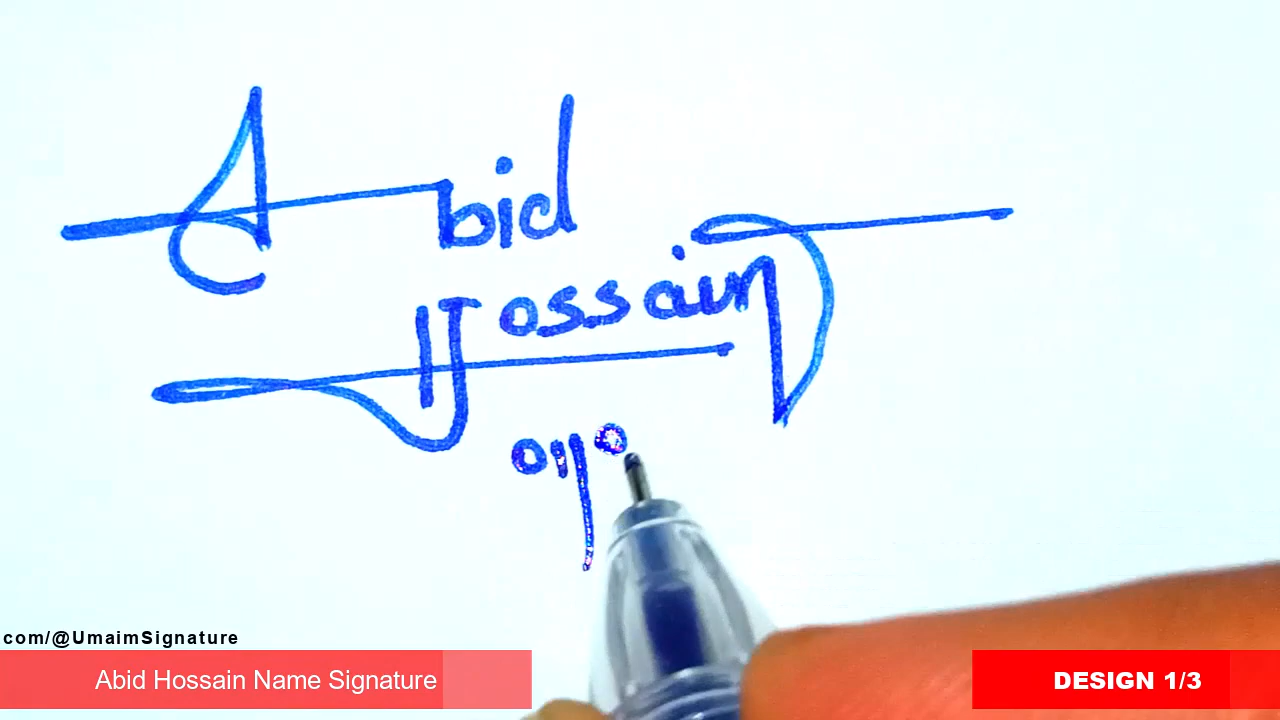 Abid
Hossain
com/@UmaimSignature
Abid Hossain Name Signature
DESIGN 1/3